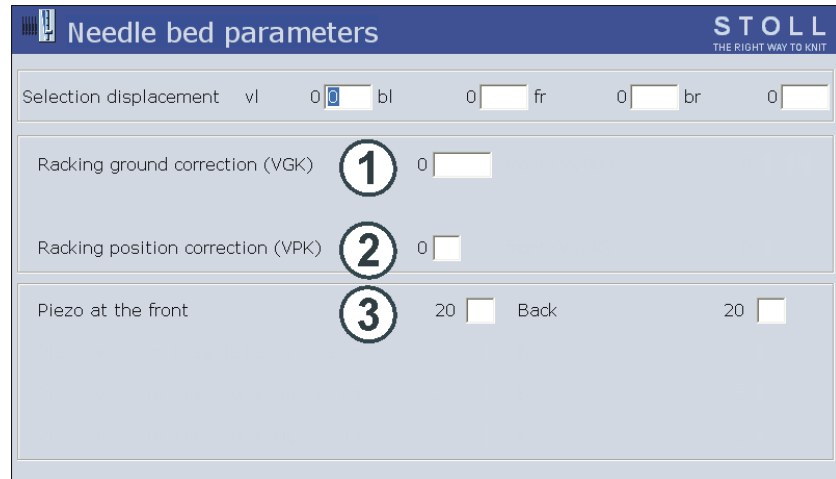 Needle bed parameters
STOLL
THE RIGHT WAY TO KNIT
Selection displacement vl 0 0 bl 0 fr 0 br 0
Racking ground correction (VGK) 1 0
Racking position correction (VPK) 2 0
Piezo at the front 3 20 Back 20